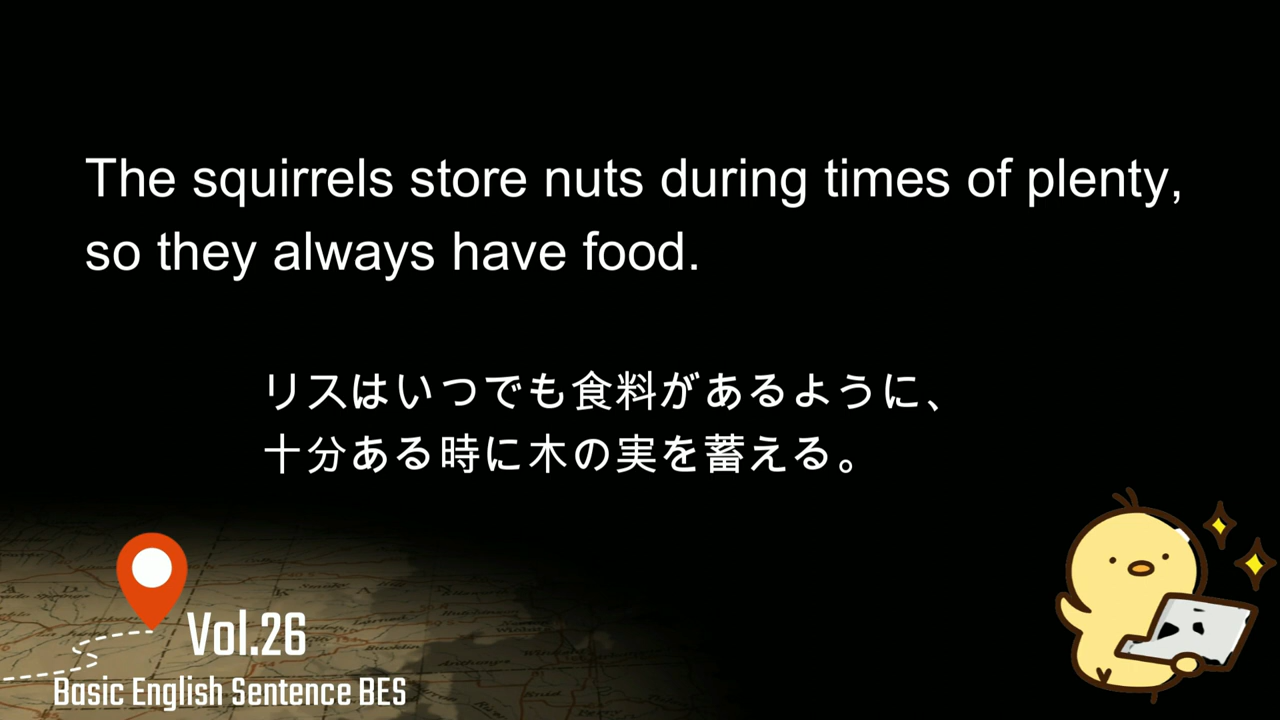 The squirrels store nuts during times of plenty,
so they always have food.
リスはいつでも食料があるように、
十分ある時に木の実を蓄える。
Vol.26
Basic English Sentence BES